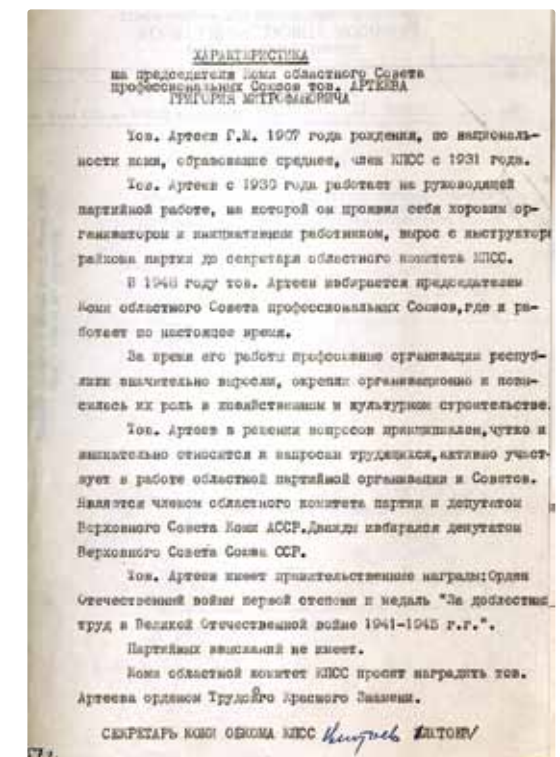 ХАРАКТЕРИСТИКА
на председателя Коми областного Совета
профессиональных Союзов тов. АРТЕЕВА
ГРИГОРИЯ МИТРОФАНОВИЧА
Тов. Артеев Г.М. 1907 года рождения, по националь-
ности коми, образование среднее, член КПСС с 1931 года.
Тов. Артеев с 1930 года работает на руководящей
партийной работе, на которой он проявил себя хорошим ор-
ганизатором и инициативным работником, вырос с инструктора
райкома партии до секретаря областного комитета КПСС.
В 1948 году тов. Артеев избирается председателем
Коми областного Совета профессиональных Союзов,где и ра-
ботает по настоящее время.
За время его работы профсоюзные организации респуб-
лики значительно выросли, окрепли организационно и повы-
силась их роль в хозяйственном и культурном строительстве.
Тов. Артеев в решении вопросов принципиален,чутко и
внимательно относится к вопросам трудящихся,активно участ-
вует в работе областной партийной организации и Советов.
Является членом областного комитета партии и депутатом
Верховного Совета Коми АССР.Дважды избирался депутатом
Верховного Совета Союза ССР.
Тов. Артеев имеет правительственные награды:Орден
Отечественной войны первой степени и медаль "За доблестный
труд в Великой Отечественной войне 1941-1945 г.г.".
Партийных взысканий не имеет.
Коми областной комитет КПСС просит наградить тов.
Артеева орденом Трудового Красного Знамени.
СЕКРЕТАРЬ КОМИ ОБКОМА КПСС